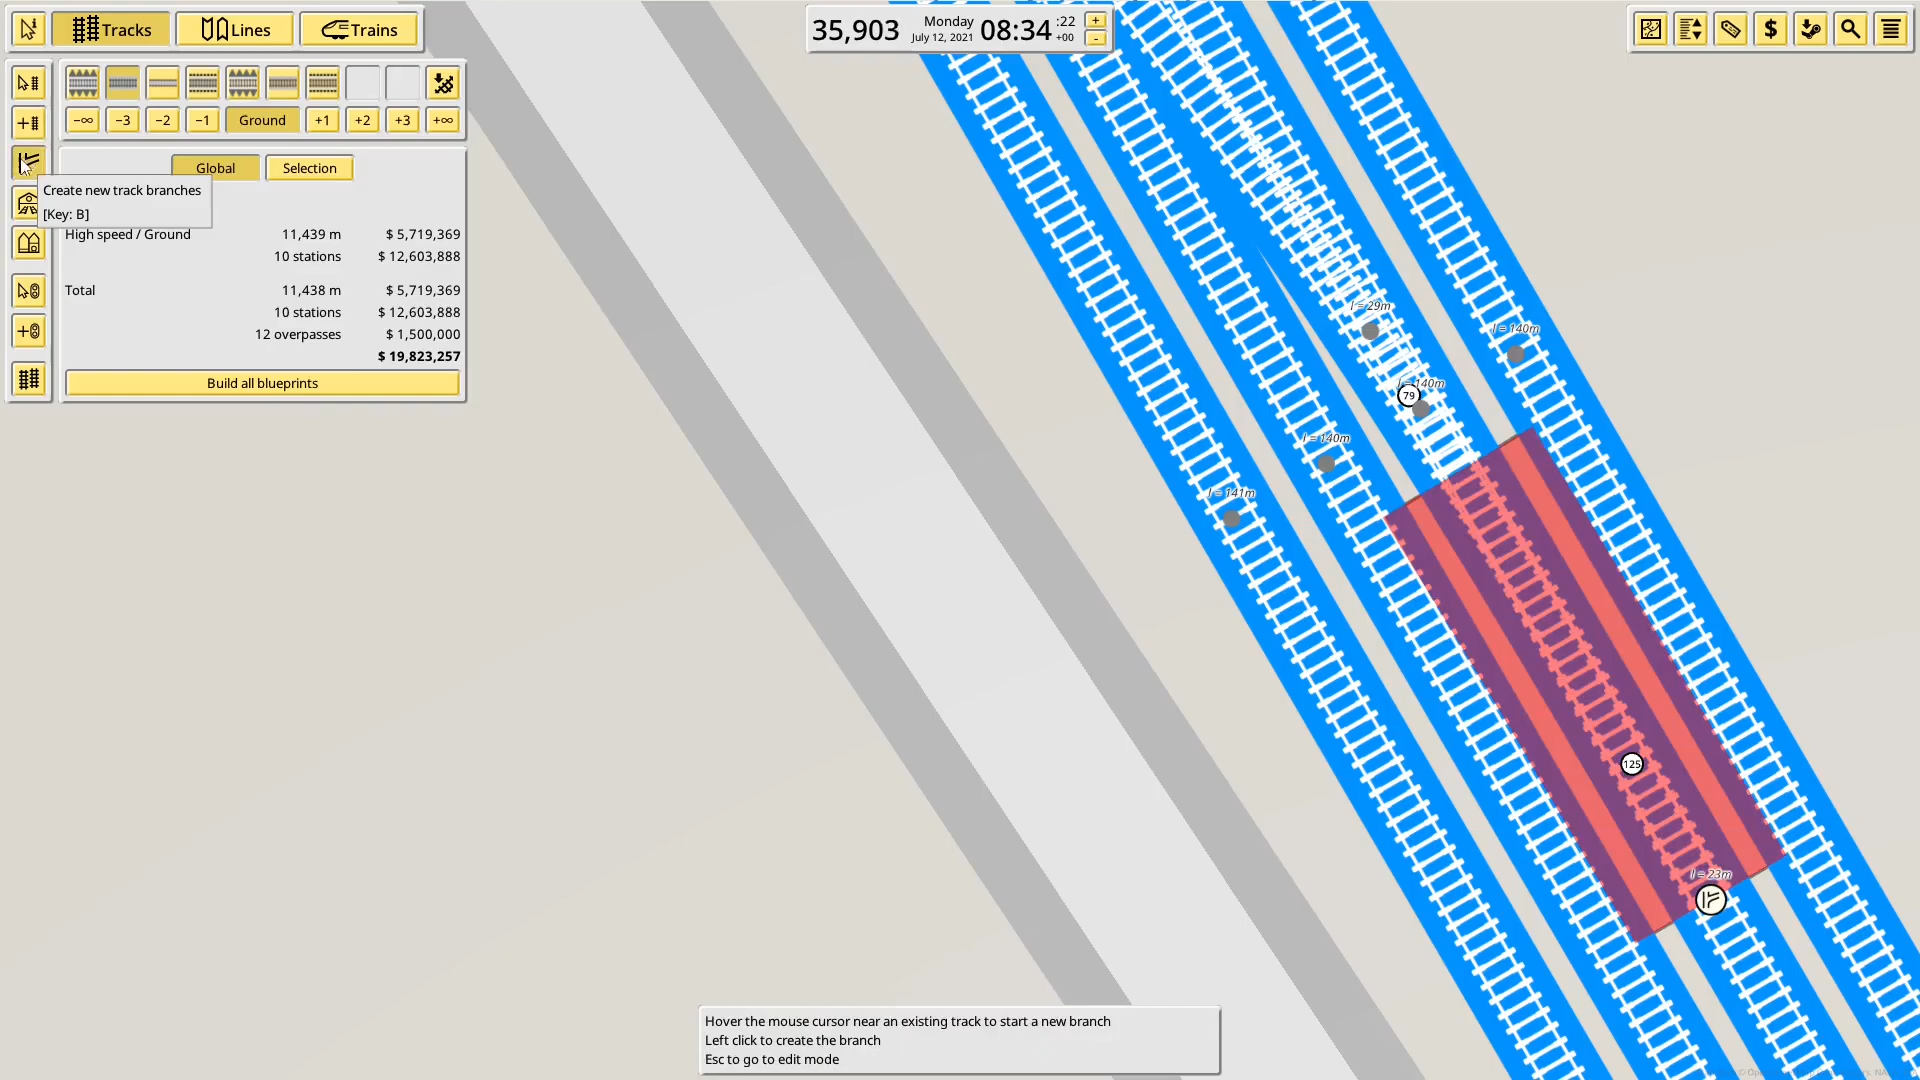 Tracks
Lines
Trains
35,903
Monday
July 12, 2021
08:34
:22
+00
+
-
−∞
−3
−2
−1
Ground
+1
+2
+3
+∞
Global
Selection
Create new track branches
[Key: B]
High speed / Ground 11,439 m $ 5,719,369
10 stations $ 12,603,888
Total 11,438 m $ 5,719,369
10 stations $ 12,603,888
12 overpasses $ 1,500,000
$ 19,823,257
Build all blueprints
l = 29m
l = 140m
l = 140m
79
l = 140m
l = 141m
125
l = 23m
Hover the mouse cursor near an existing track to start a new branch
Left click to create the branch
Esc to go to edit mode